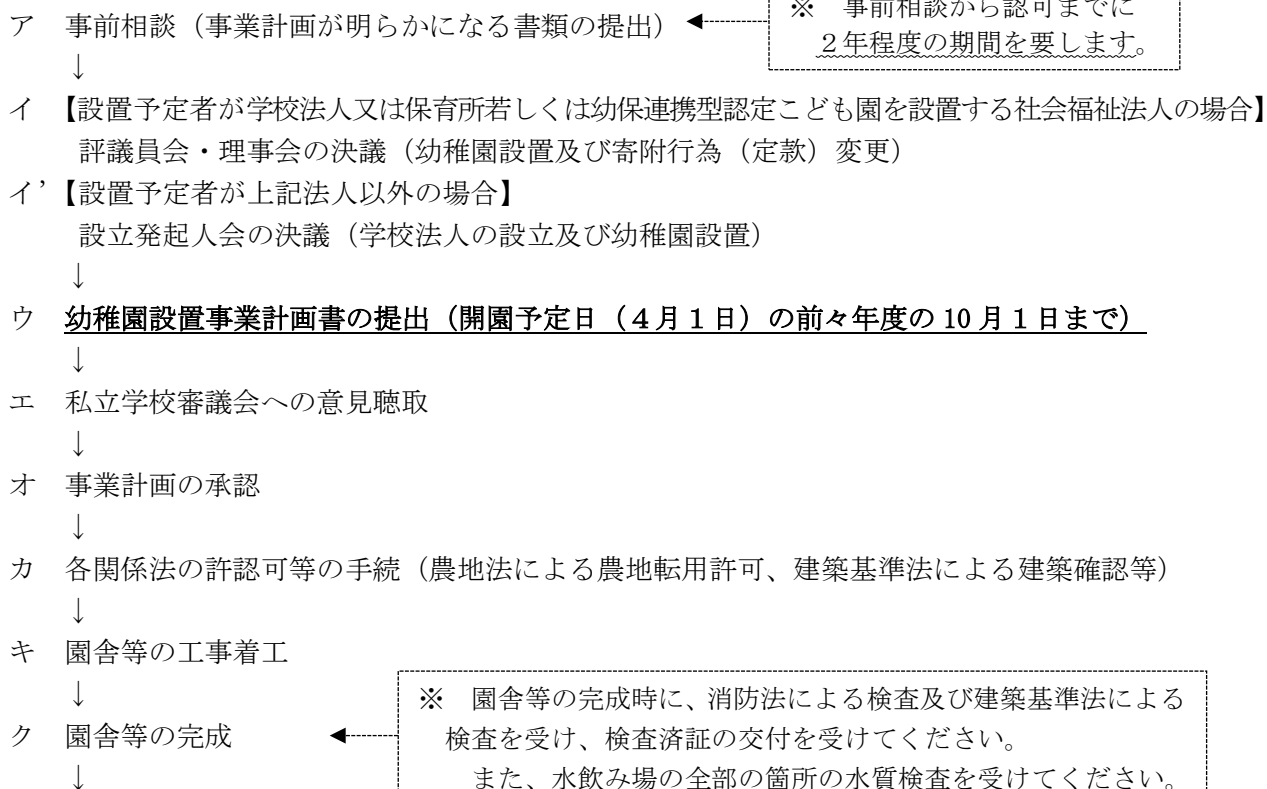 ※　事前相談から認可までに
２年程度の期間を要します。
ア　事前相談（事業計画が明らかになる書類の提出）
↓
イ　【設置予定者が学校法人又は保育所若しくは幼保連携型認定こども園を設置する社会福祉法人の場合】
評議員会・理事会の決議（幼稚園設置及び寄附行為（定款）変更）
イ’【設置予定者が上記法人以外の場合】
設立発起人会の決議（学校法人の設立及び幼稚園設置）
↓
ウ　幼稚園設置事業計画書の提出（開園予定日（４月１日）の前々年度の 10 月１日まで）
↓
エ　私立学校審議会への意見聴取
↓
オ　事業計画の承認
↓
カ　各関係法の許認可等の手続（農地法による農地転用許可、建築基準法による建築確認等）
↓
キ　園舎等の工事着工
↓
ク　園舎等の完成
※　園舎等の完成時に、消防法による検査及び建築基準法による
検査を受け、検査済証の交付を受けてください。
また、水飲み場の全部の箇所の水質検査を受けてください。
↓